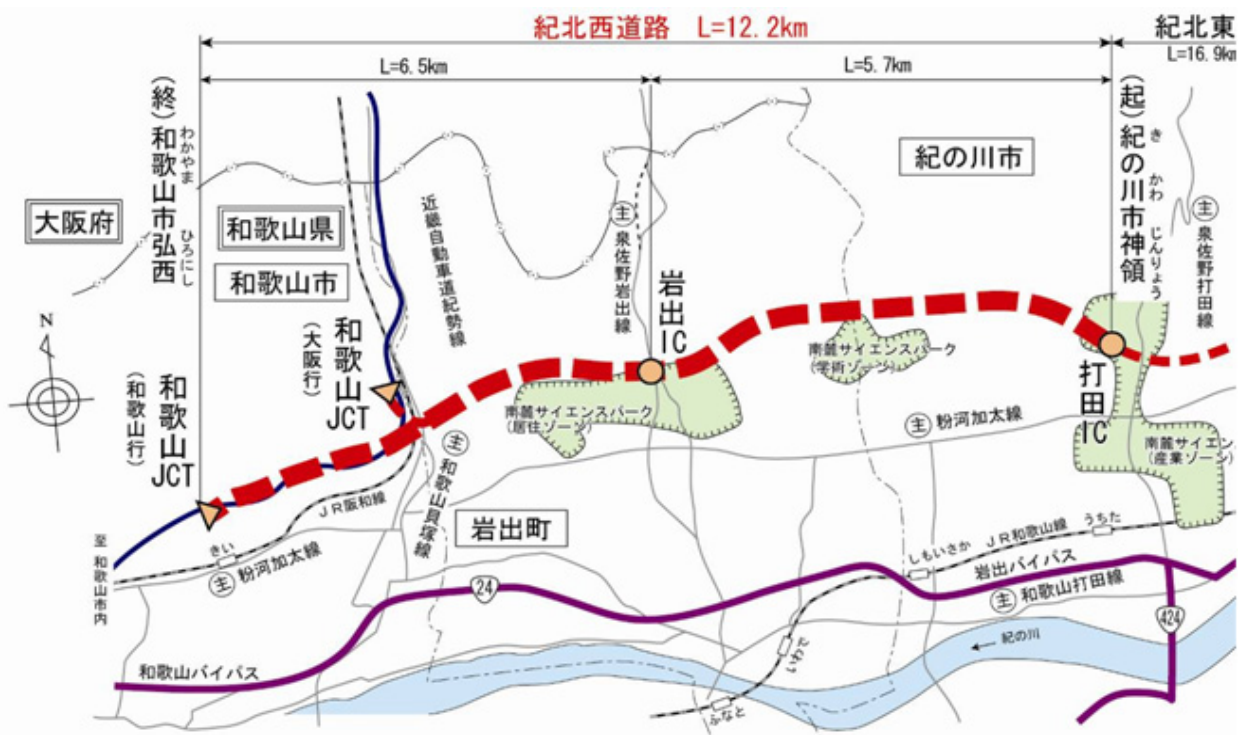 紀北西道路 L=12.2km
紀北東
L=16.9km
L=6.5km
L=5.7km
(終)和歌山市弘西
わかやま
ひろにし
(起)紀の川市神領
き
かわ
じんりょう
大阪府
和歌山県
和歌山市
紀の川市
近畿自動車道紀勢線
主 泉佐野岩出線
主 泉佐野打田線
N
岩出IC
和歌山JCT
(大阪行)
和歌山JCT
(和歌山行)
打田IC
南麓サイエンスパーク
(学術ゾーン)
南麓サイエンスパーク
(居住ゾーン)
南麓サイエン
(産業ゾーン)
主 粉河加太線
主 和歌山貝塚線
JR阪和線
岩出町
きい
主 粉河加太線
至 和歌山市内
24
しもいさか
JR和歌山線
うちた
岩出バイパス
主 和歌山打田線
424
紀の川
和歌山バイパス
ふなと